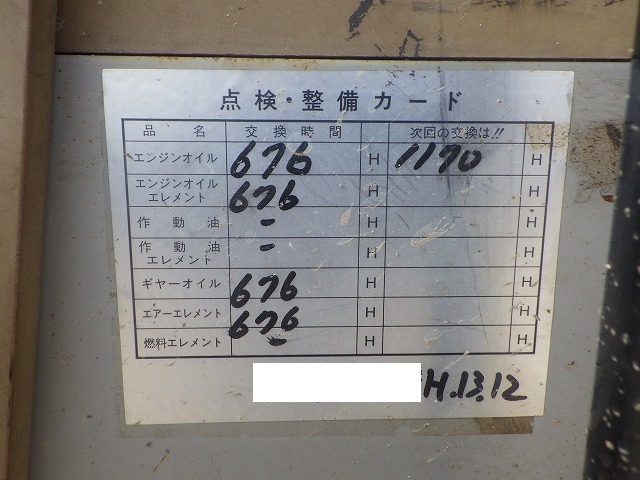 点検・整備カード
品名 交換時間 次回の交換は!!
エンジンオイル 676 H 1170 H
エンジンオイル
エレメント 676 H H
作動油 - H H
作動油
エレメント - H H
ギヤーオイル 676 H H
エアーエレメント 676 H H
燃料エレメント - H H
H.13.12